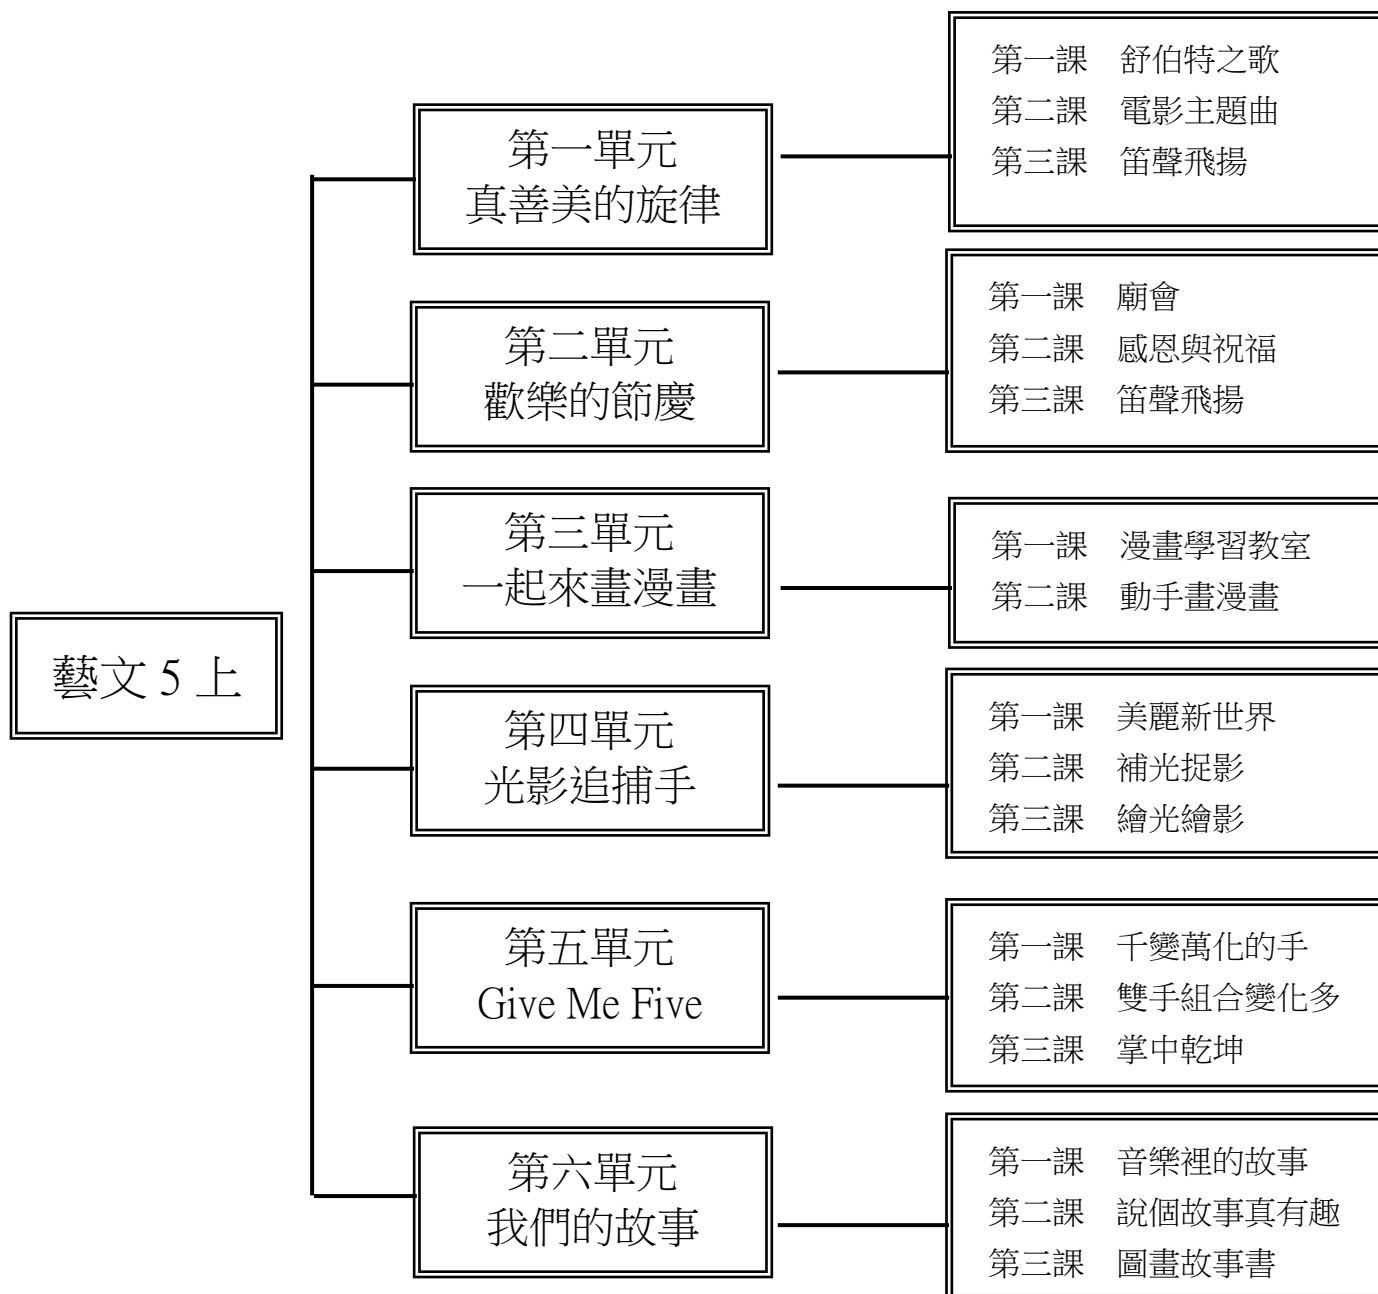 藝文 5 上
第一單元
真善美的旋律
第一課　舒伯特之歌
第二課　電影主題曲
第三課　笛聲飛揚
第二單元
歡樂的節慶
第一課　廟會
第二課　感恩與祝福
第三課　笛聲飛揚
第三單元
一起來畫漫畫
第一課　漫畫學習教室
第二課　動手畫漫畫
第四單元
光影追捕手
第一課　美麗新世界
第二課　補光捉影
第三課　繪光繪影
第五單元
Give Me Five
第一課　千變萬化的手
第二課　雙手組合變化多
第三課　掌中乾坤
第六單元
我們的故事
第一課　音樂裡的故事
第二課　說個故事真有趣
第三課　圖畫故事書